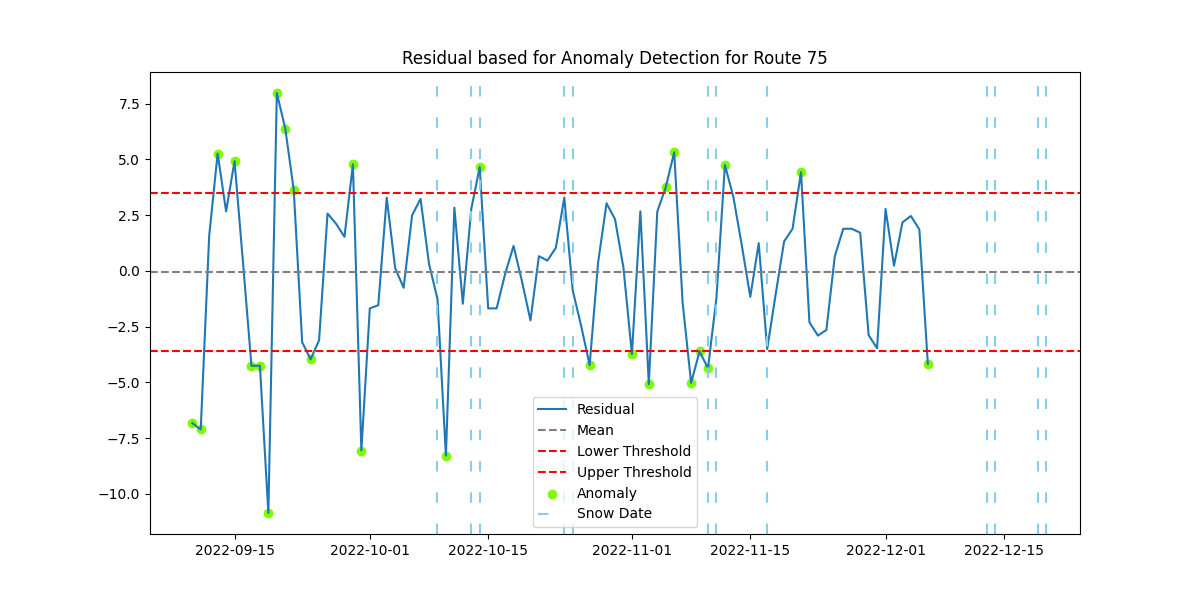 Residual based for Anomaly Detection for Route 75
7.5
5.0
2.5
0.0
−2.5
−5.0
−7.5
−10.0
Residual
Mean
Lower Threshold
Upper Threshold
Anomaly
Snow Date
2022-09-15 2022-10-01 2022-10-15 2022-11-01 2022-11-15 2022-12-01 2022-12-15